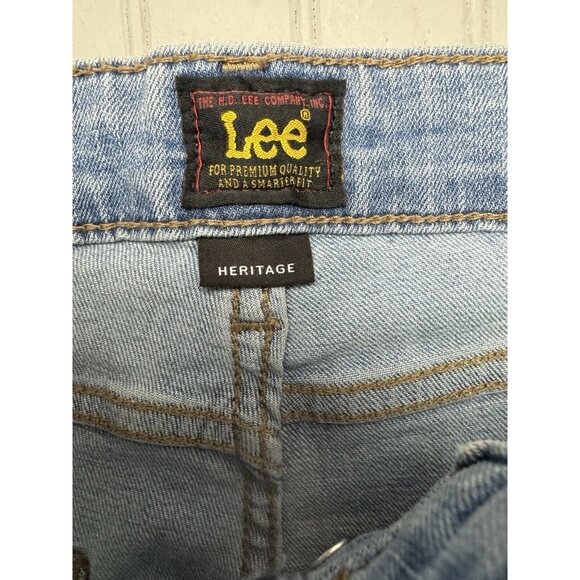 THE H.D. LEE COMPANY, INC.
Lee®
FOR PREMIUM QUALITY
AND A SMARTER FIT
HERITAGE